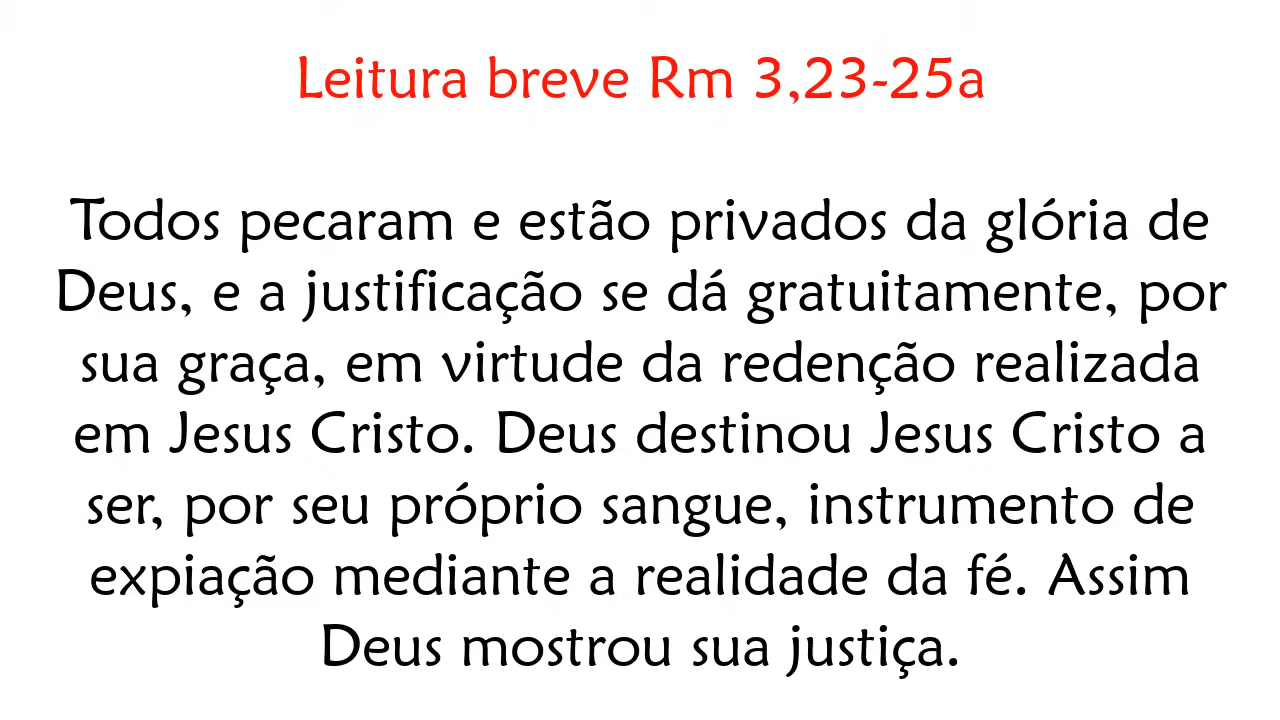 Leitura breve Rm 3,23-25a
Todos pecaram e estão privados da glória de
Deus, e a justificação se dá gratuitamente, por
sua graça, em virtude da redenção realizada
em Jesus Cristo. Deus destinou Jesus Cristo a
ser, por seu próprio sangue, instrumento de
expiação mediante a realidade da fé. Assim
Deus mostrou sua justiça.